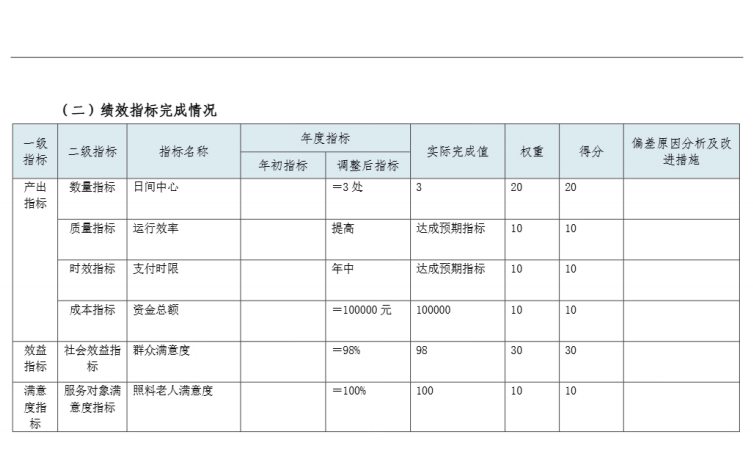 （二）绩效指标完成情况
一级指标 二级指标 指标名称 年度指标 实际完成值 权重 得分 偏差原因分析及改进措施
年初指标 调整后指标
产出指标 数量指标 日间中心 ＝3 处 3 20 20
质量指标 运行效率 提高 达成预期指标 10 10
时效指标 支付时限 年中 达成预期指标 10 10
成本指标 资金总额 ＝100000 元 100000 10 10
效益指标 社会效益指标 群众满意度 ＝98% 98 30 30
满意度指标 服务对象满意度指标 照料老人满意度 ＝100% 100 10 10